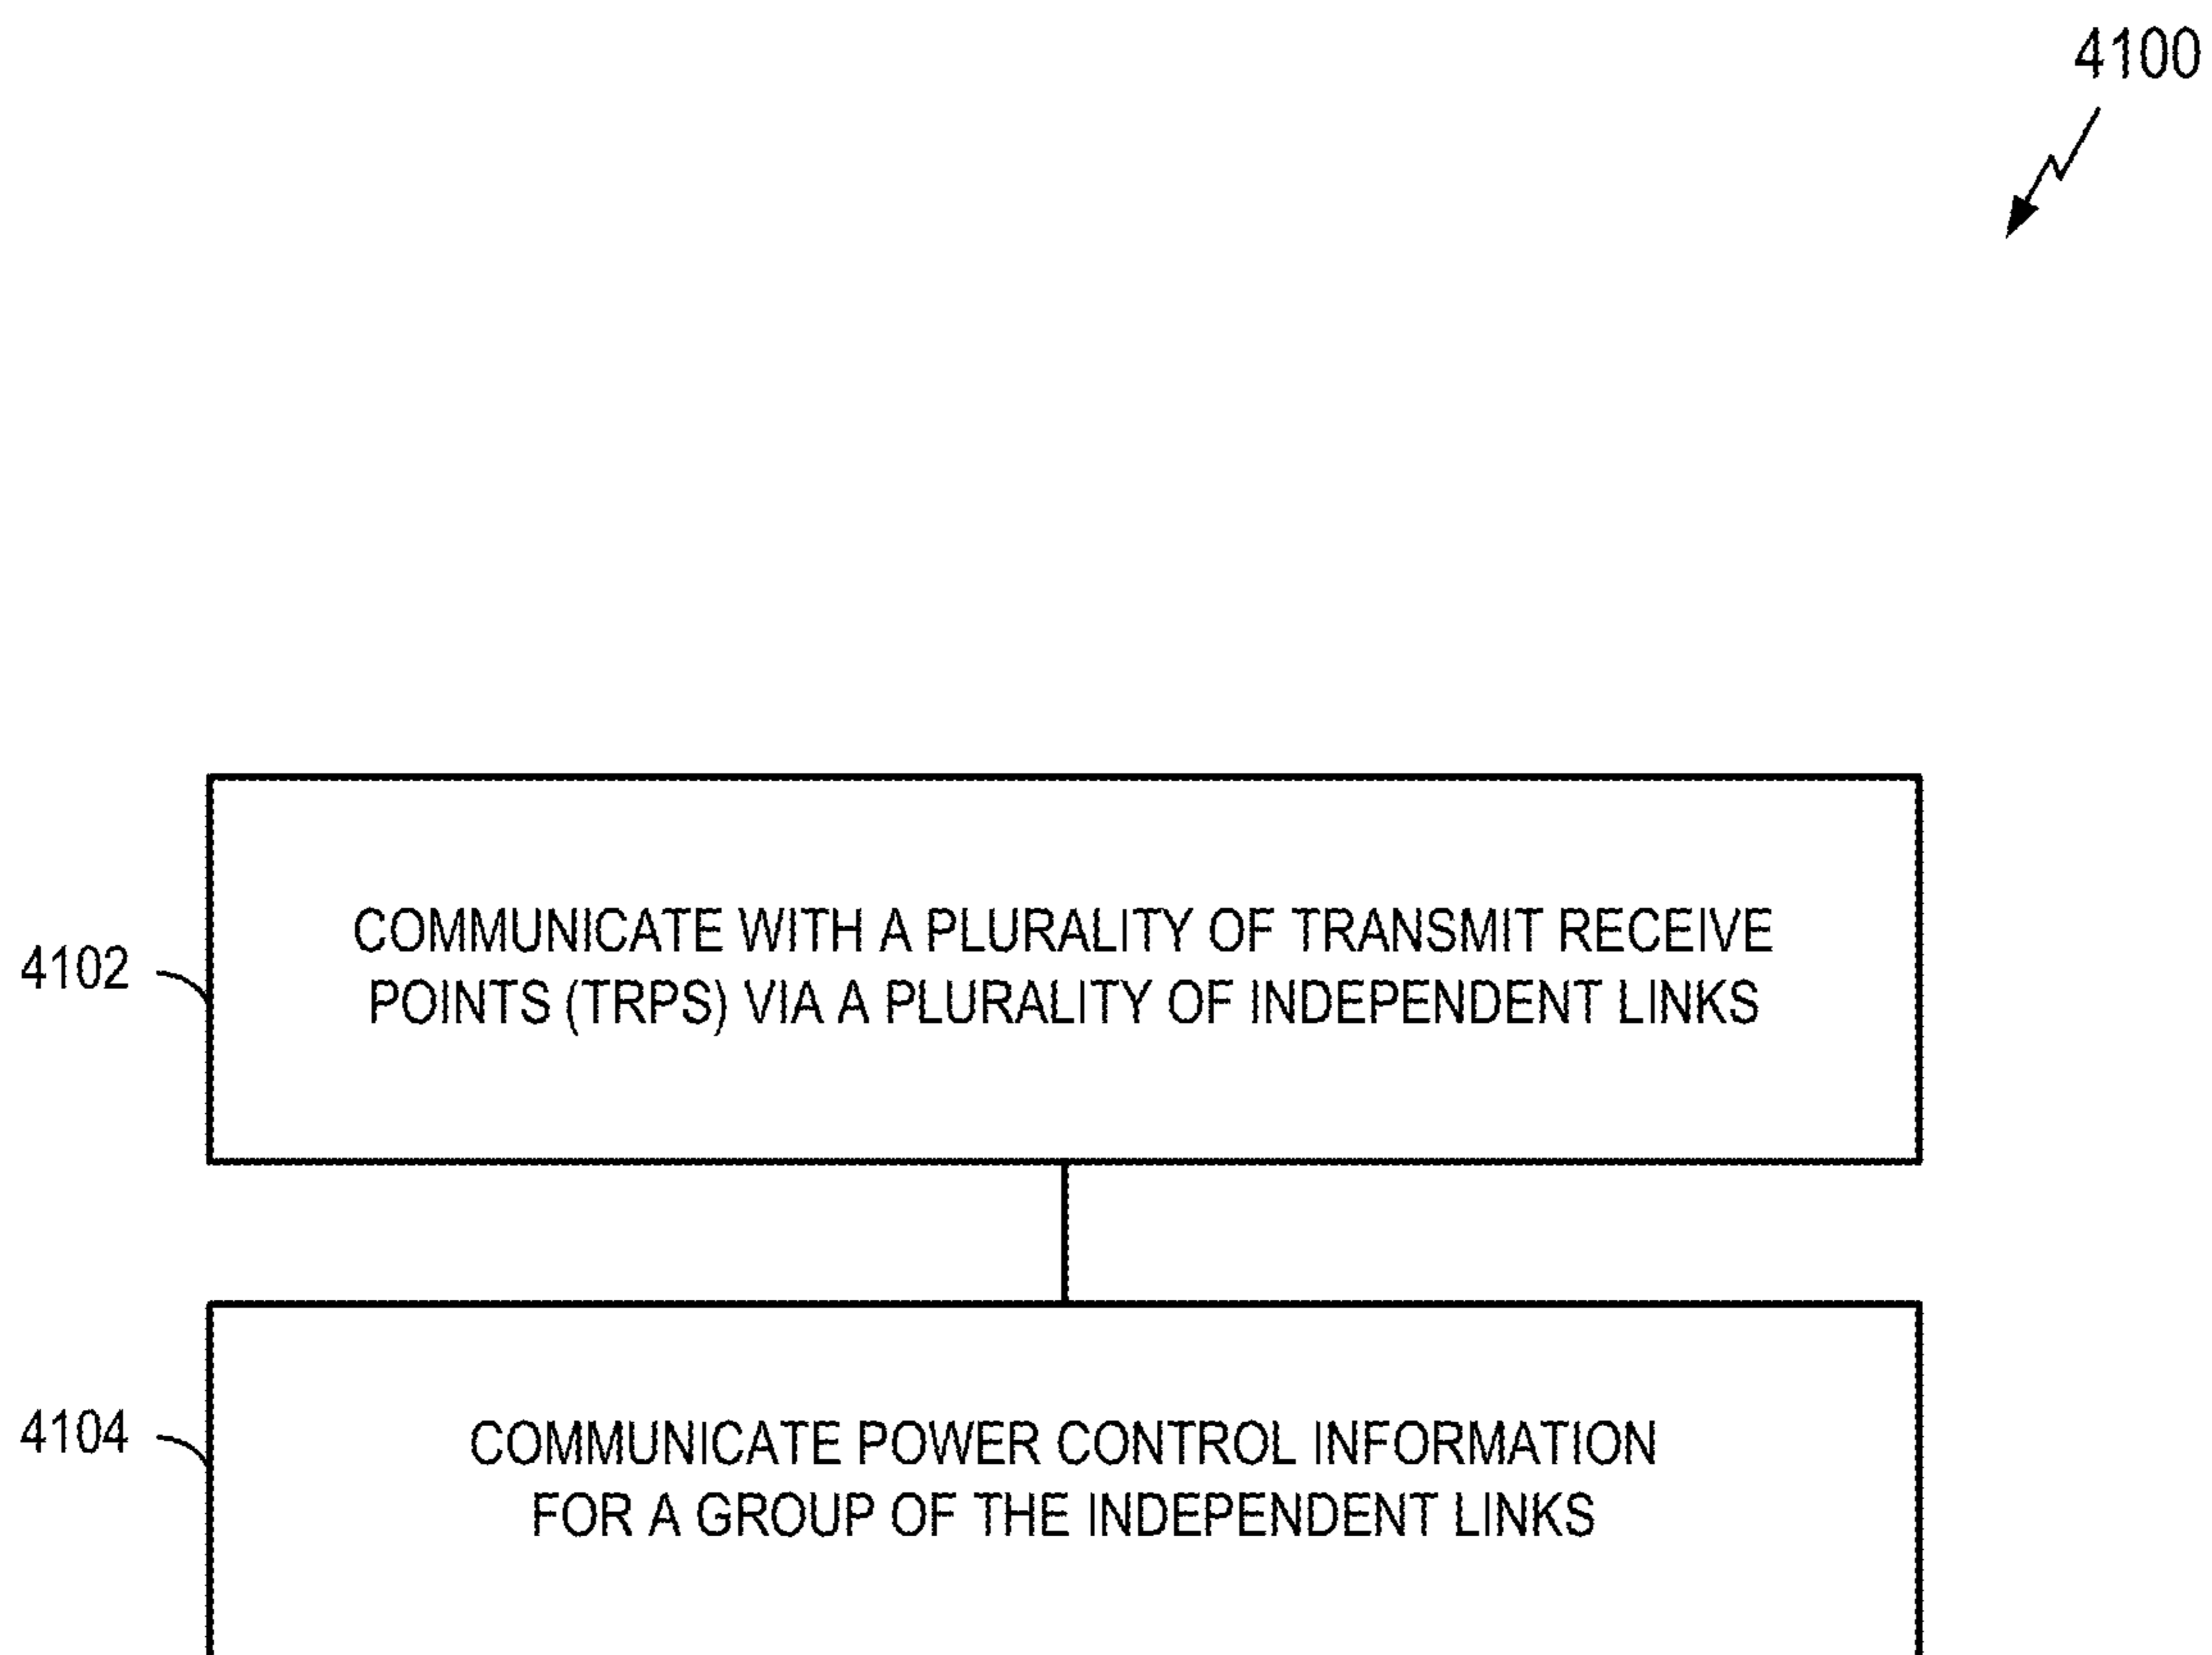 4100
4102
COMMUNICATE WITH A PLURALITY OF TRANSMIT RECEIVE
POINTS (TRPS) VIA A PLURALITY OF INDEPENDENT LINKS
4104
COMMUNICATE POWER CONTROL INFORMATION
FOR A GROUP OF THE INDEPENDENT LINKS